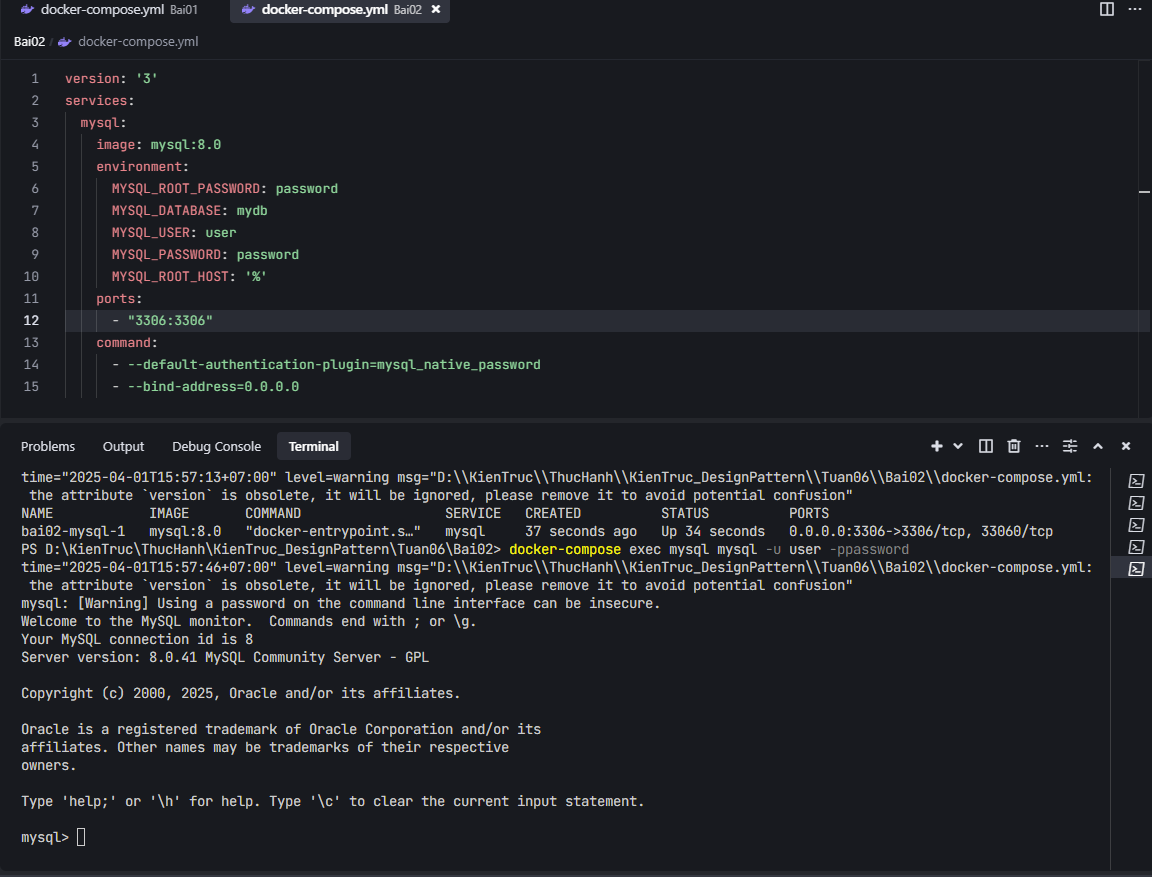 docker-compose.yml Bai01 docker-compose.yml Bai02
Bai02 / docker-compose.yml
1 version: '3'
2 services:
3 mysql:
4 image: mysql:8.0
5 environment:
6 MYSQL_ROOT_PASSWORD: password
7 MYSQL_DATABASE: mydb
8 MYSQL_USER: user
9 MYSQL_PASSWORD: password
10 MYSQL_ROOT_HOST: '%'
11 ports:
12 - "3306:3306"
13 command:
14 - --default-authentication-plugin=mysql_native_password
15 - --bind-address=0.0.0.0
Problems Output Debug Console Terminal
time="2025-04-01T15:57:13+07:00" level=warning msg="D:\\KienTruc\\ThucHanh\\KienTruc_DesignPattern\\Tuan06\\Bai02\\docker-compose.yml:
the attribute `version` is obsolete, it will be ignored, please remove it to avoid potential confusion"
NAME IMAGE COMMAND SERVICE CREATED STATUS PORTS
bai02-mysql-1 mysql:8.0 "docker-entrypoint.s…" mysql 37 seconds ago Up 34 seconds 0.0.0.0:3306->3306/tcp, 33060/tcp
PS D:\KienTruc\ThucHanh\KienTruc_DesignPattern\Tuan06\Bai02> docker-compose exec mysql mysql -u user -ppassword
time="2025-04-01T15:57:46+07:00" level=warning msg="D:\\KienTruc\\ThucHanh\\KienTruc_DesignPattern\\Tuan06\\Bai02\\docker-compose.yml:
the attribute `version` is obsolete, it will be ignored, please remove it to avoid potential confusion"
mysql: [Warning] Using a password on the command line interface can be insecure.
Welcome to the MySQL monitor.  Commands end with ; or \g.
Your MySQL connection id is 8
Server version: 8.0.41 MySQL Community Server - GPL
Copyright (c) 2000, 2025, Oracle and/or its affiliates.
Oracle is a registered trademark of Oracle Corporation and/or its
affiliates. Other names may be trademarks of their respective
owners.
Type 'help;' or '\h' for help. Type '\c' to clear the current input statement.
mysql>